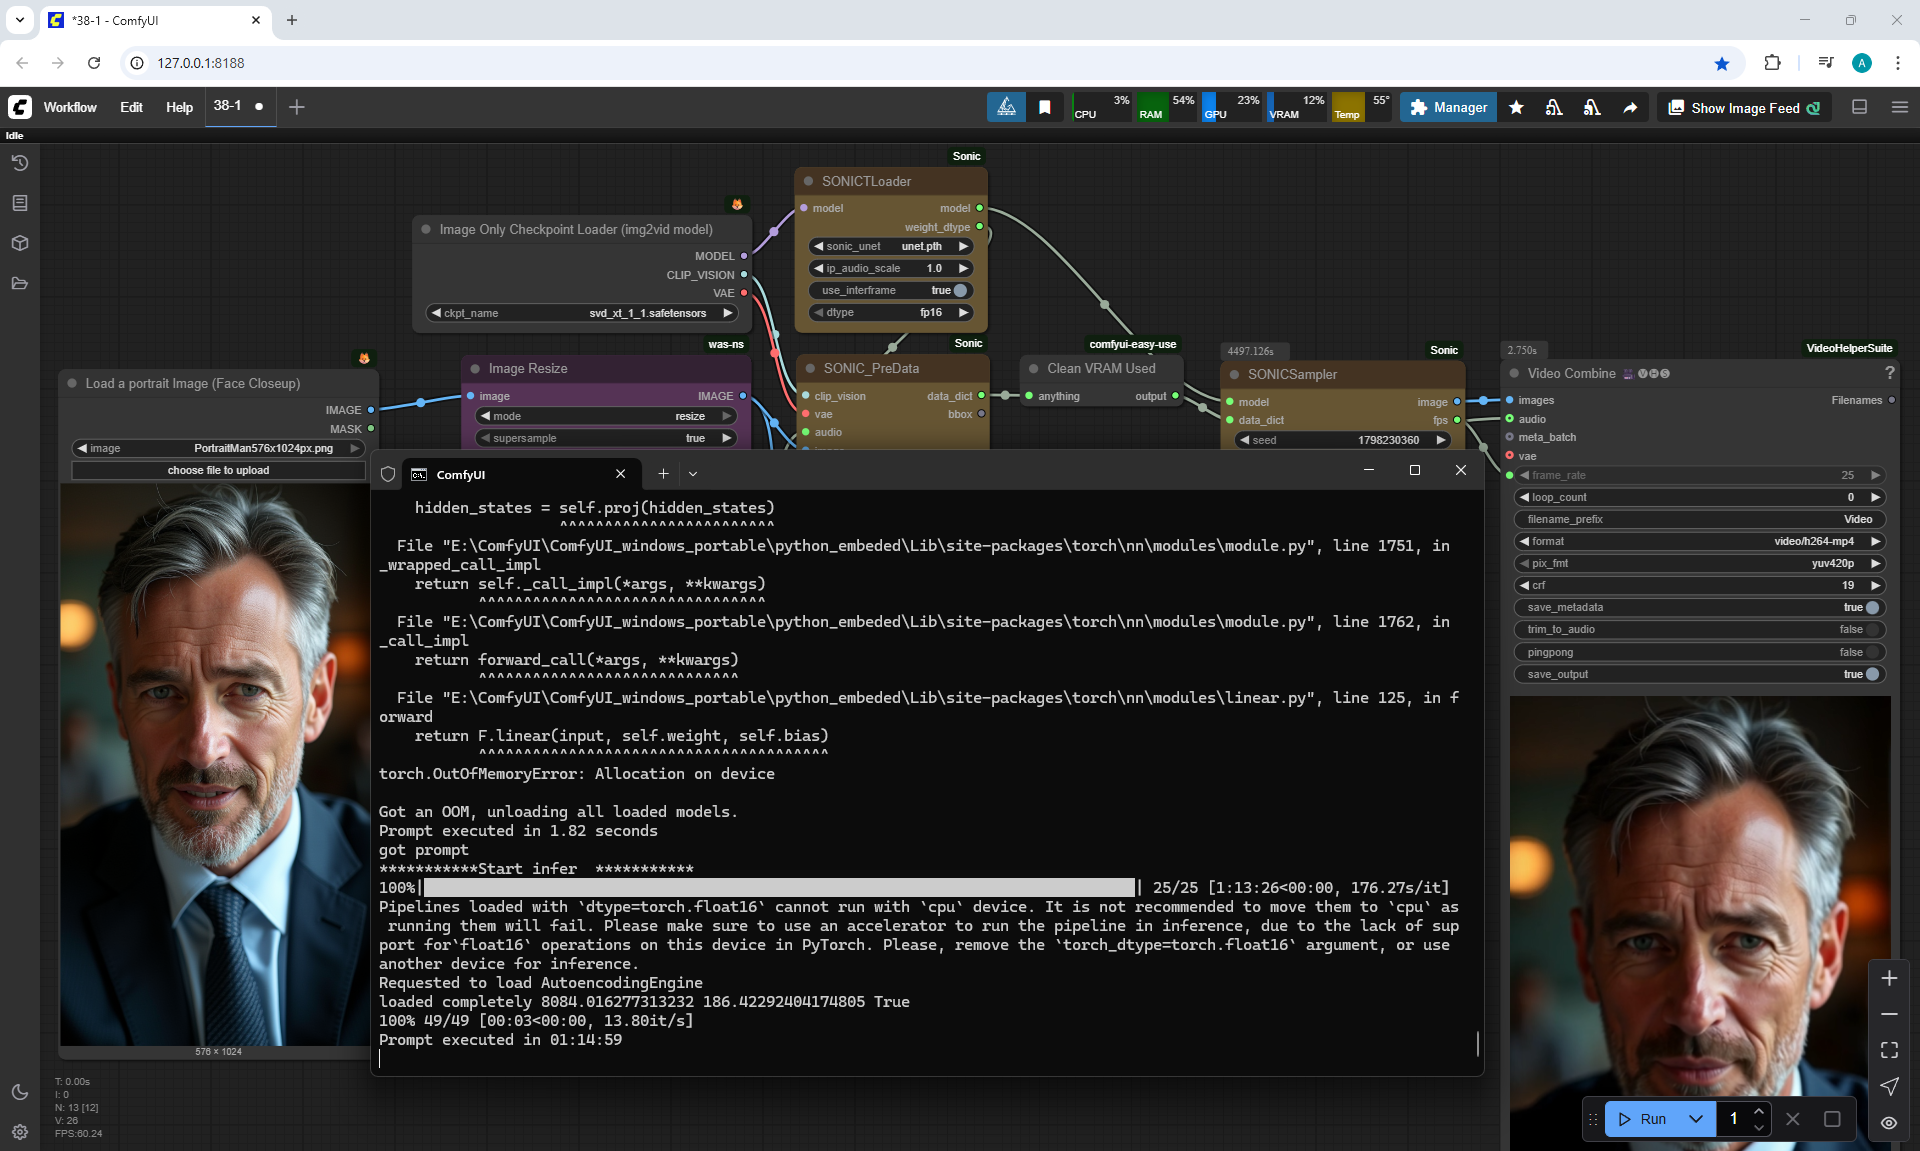 *38-1 - ComfyUI
127.0.0.1:8188
Workflow
Edit
Help
38-1
CPU
3%
RAM
54%
GPU
23%
VRAM
12%
Temp
55°
Manager
Show Image Feed
Idle
Sonic
SONICTLoader
model
model
weight_dtype
sonic_unet unet.pth
ip_audio_scale 1.0
use_interframe true
dtype fp16
Image Only Checkpoint Loader (img2vid model)
MODEL
CLIP_VISION
VAE
ckpt_name svd_xt_1_1.safetensors
Load a portrait Image (Face Closeup)
IMAGE
MASK
image PortraitMan576x1024px.png
choose file to upload
576 × 1024
was-ns
Image Resize
image IMAGE
mode resize
supersample true
Sonic
SONIC_PreData
clip_vision data_dict
vae bbox
audio
comfyui-easy-use
Clean VRAM Used
anything output
4497.126s
Sonic
SONICSampler
model image
data_dict fps
seed 1798230360
2.750s
VideoHelperSuite
Video Combine VHS
?
images Filenames
audio
meta_batch
vae
frame_rate 25
loop_count 0
filename_prefix Video
format video/h264-mp4
pix_fmt yuv420p
crf 19
save_metadata true
trim_to_audio false
pingpong false
save_output true
ComfyUI
hidden_states = self.proj(hidden_states)
^^^^^^^^^^^^^^^^^^^^^^^^
File "E:\ComfyUI\ComfyUI_windows_portable\python_embeded\Lib\site-packages\torch\nn\modules\module.py", line 1751, in
_wrapped_call_impl
return self._call_impl(*args, **kwargs)
^^^^^^^^^^^^^^^^^^^^^^^^^^^^^^^^
File "E:\ComfyUI\ComfyUI_windows_portable\python_embeded\Lib\site-packages\torch\nn\modules\module.py", line 1762, in
_call_impl
return forward_call(*args, **kwargs)
^^^^^^^^^^^^^^^^^^^^^^^^^^^^^
File "E:\ComfyUI\ComfyUI_windows_portable\python_embeded\Lib\site-packages\torch\nn\modules\linear.py", line 125, in f
orward
return F.linear(input, self.weight, self.bias)
^^^^^^^^^^^^^^^^^^^^^^^^^^^^^^^^^^^^^^^
torch.OutOfMemoryError: Allocation on device
Got an OOM, unloading all loaded models.
Prompt executed in 1.82 seconds
got prompt
***********Start infer ***********
100%| | 25/25 [1:13:26<00:00, 176.27s/it]
Pipelines loaded with `dtype=torch.float16` cannot run with `cpu` device. It is not recommended to move them to `cpu` as
running them will fail. Please make sure to use an accelerator to run the pipeline in inference, due to the lack of sup
port for`float16` operations on this device in PyTorch. Please, remove the `torch_dtype=torch.float16` argument, or use
another device for inference.
Requested to load AutoencodingEngine
loaded completely 8084.016277313232 186.42292404174805 True
100% 49/49 [00:03<00:00, 13.80it/s]
Prompt executed in 01:14:59
T: 0.00s
I: 0
N: 13 [12]
V: 26
FPS:60.24
Run
1